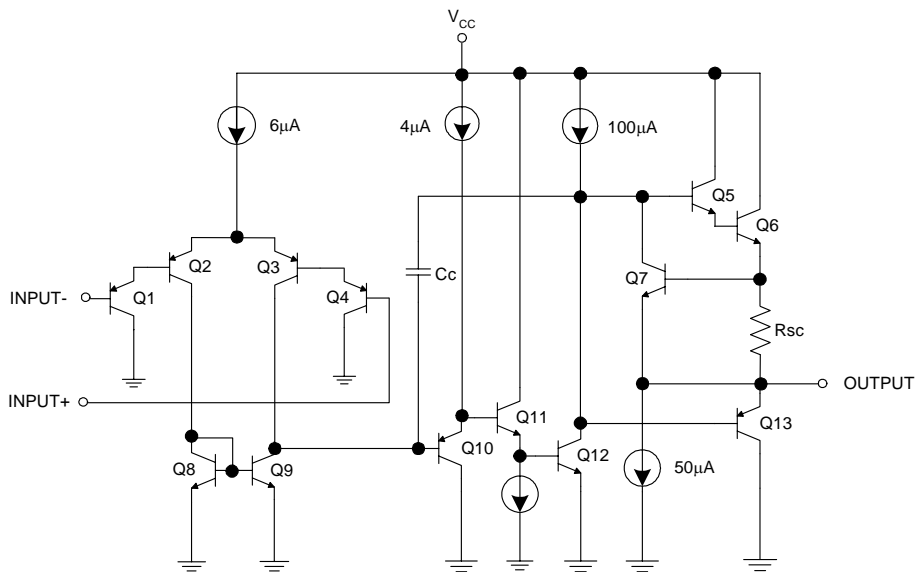 VCC
6μA
4μA
100μA
Q5
Q6
Q2
Q3
Cc
Q7
INPUT-
Q1
Q4
Rsc
OUTPUT
INPUT+
Q11
Q13
Q8
Q9
Q10
Q12
50μA